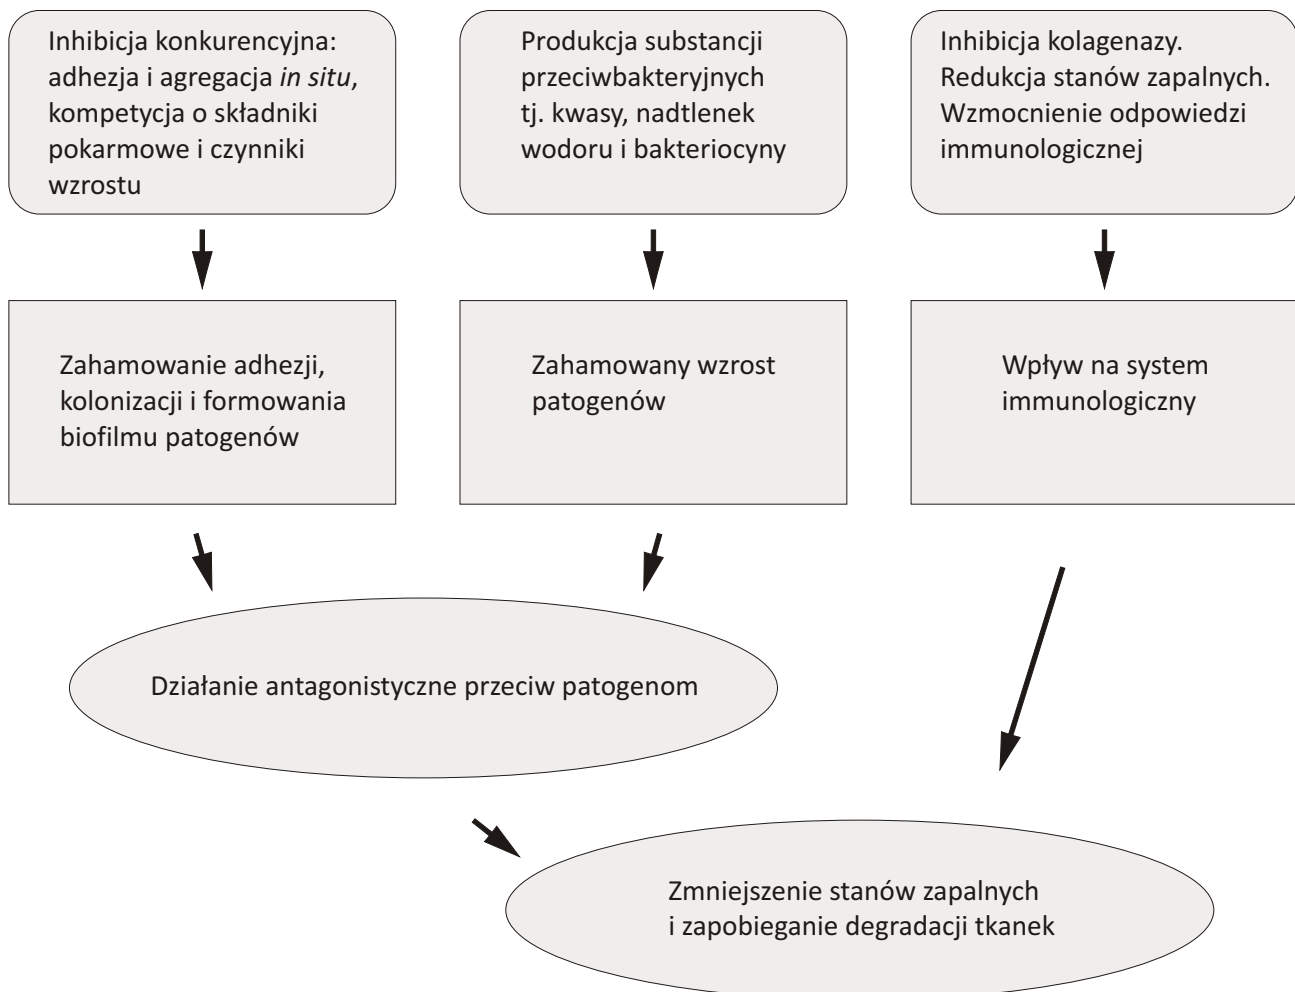 Inhibicja konkurencyjna:
adhezja i agregacja in situ,
kompetycja o składniki
pokarmowe i czynniki
wzrostu
Produkcja substancji
przeciwbakteryjnych
tj. kwasy, nadtlenek
wodoru i bakteriocyny
Inhibicja kolagenazy.
Redukcja stanów zapalnych.
Wzmocnienie odpowiedzi
immunologicznej
Zahamowanie adhezji,
kolonizacji i formowania
biofilmu patogenów
Zahamowany wzrost
patogenów
Wpływ na system
immunologiczny
Działanie antagonistyczne przeciw patogenom
Zmniejszenie stanów zapalnych
i zapobieganie degradacji tkanek